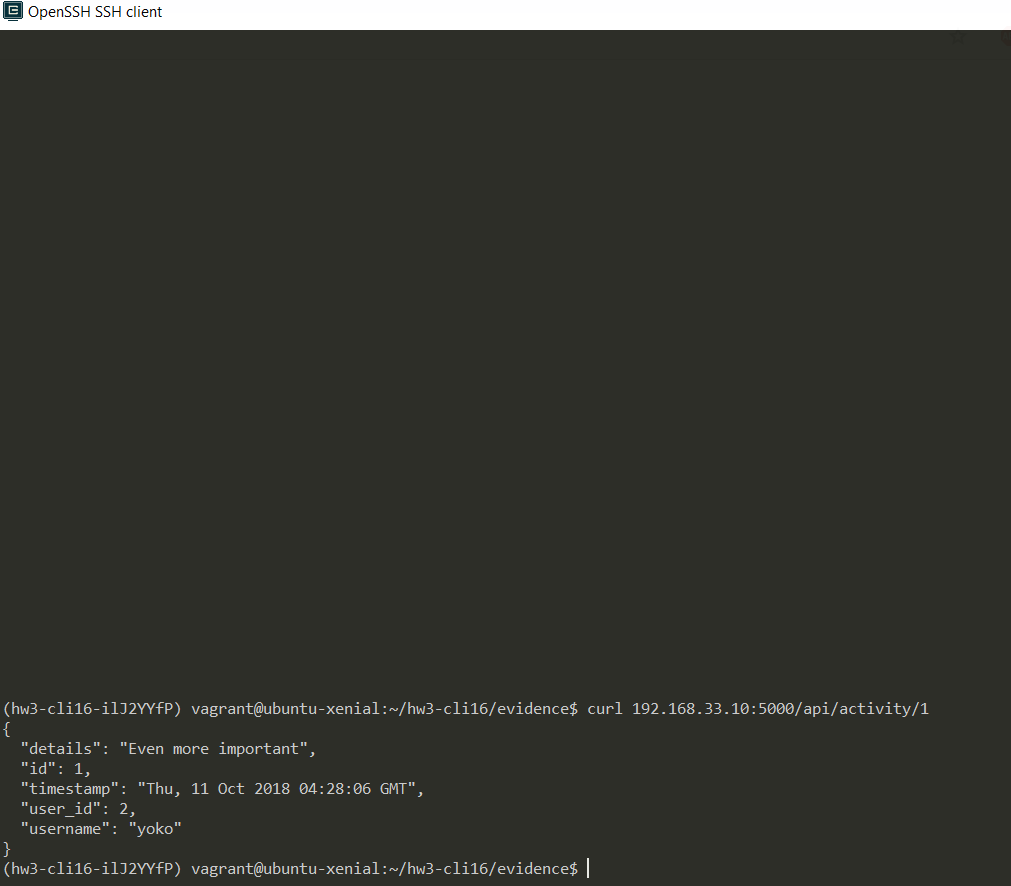 OpenSSH SSH client
(hw3-cli16-ilJ2YYfP) vagrant@ubuntu-xenial:~/hw3-cli16/evidence$ curl 192.168.33.10:5000/api/activity/1
{
  "details": "Even more important",
  "id": 1,
  "timestamp": "Thu, 11 Oct 2018 04:28:06 GMT",
  "user_id": 2,
  "username": "yoko"
}
(hw3-cli16-ilJ2YYfP) vagrant@ubuntu-xenial:~/hw3-cli16/evidence$